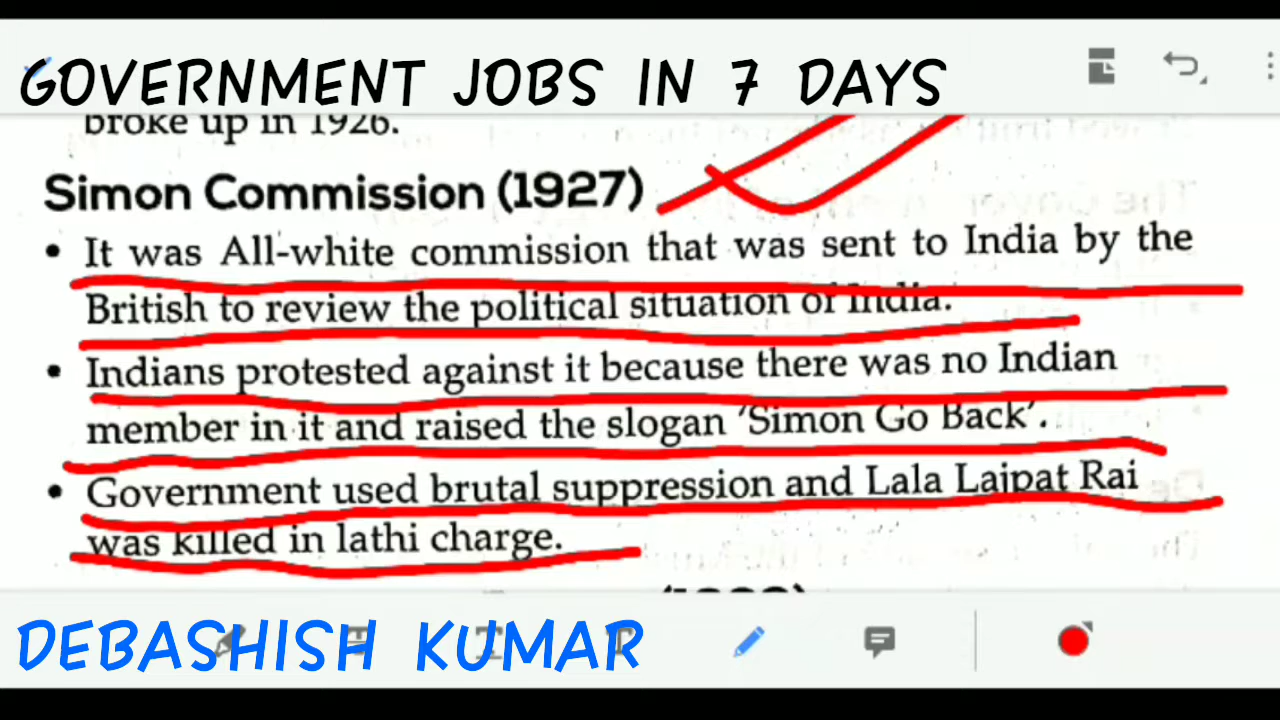 GOVERNMENT JOBS IN 7 DAYS
broke up in 1926.
Simon Commission (1927)
• It was All-white commission that was sent to India by the
British to review the political situation of India.
• Indians protested against it because there was no Indian
member in it and raised the slogan ‘Simon Go Back’.
• Government used brutal suppression and Lala Lajpat Rai
was killed in lathi charge.
DEBASHISH KUMAR